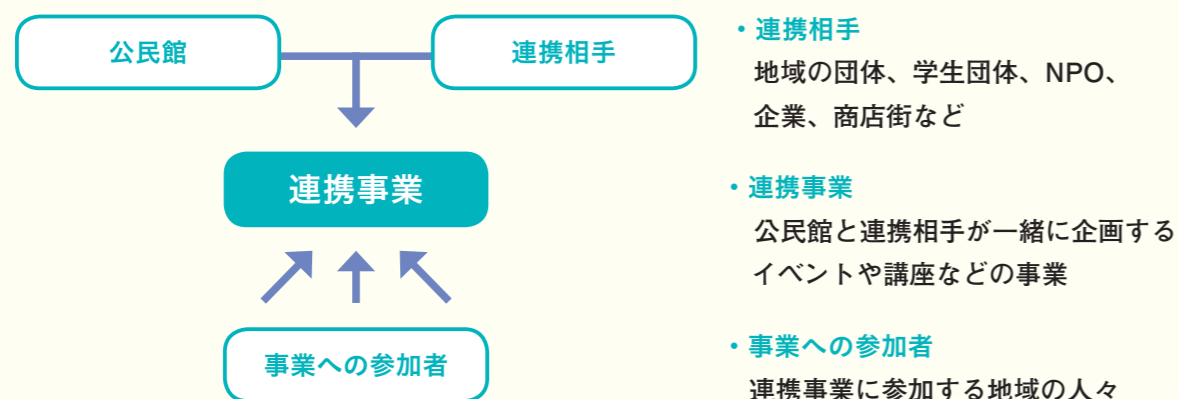 公民館
連携相手
連携事業
事業への参加者
・連携相手
地域の団体、学生団体、NPO、
企業、商店街など
・連携事業
公民館と連携相手が一緒に企画する
イベントや講座などの事業
・事業への参加者
連携事業に参加する地域の人々